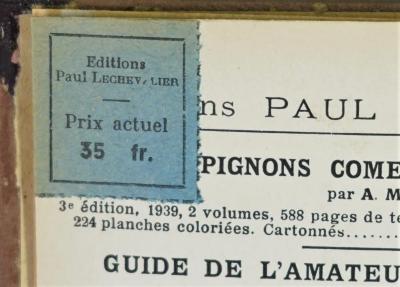 Editions
Paul LECHEVALIER
Prix actuel
35 fr.
ns PAUL
PIGNONS COME
par A. M
3e édition, 1939, 2 volumes, 588 pages de te
224 planches coloriées. Cartonnés.......
GUIDE DE L'AMATEU